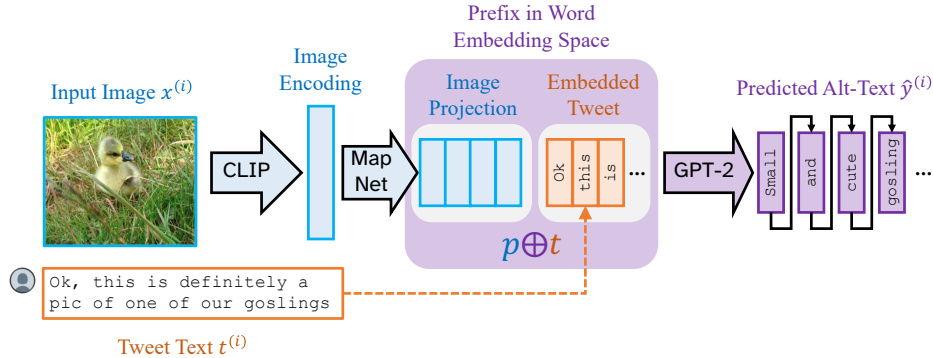 Prefix in Word
Embedding Space
Image
Encoding
Input Image x^(i)
Image
Projection
Embedded
Tweet
Predicted Alt-Text ŷ^(i)
CLIP
Map
Net
Ok
this
is
...
GPT-2
Small
and
cute
gosling
...
p⊕t
Ok, this is definitely a
pic of one of our goslings
Tweet Text t^(i)